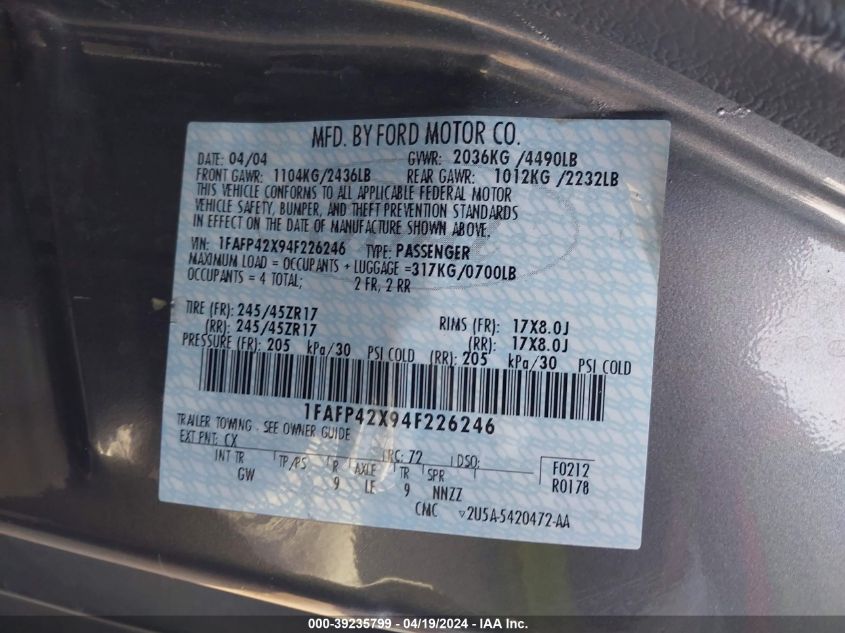 MFD. BY FORD MOTOR CO.
DATE: 04/04 GVWR: 2036KG /4490LB
FRONT GAWR: 1104KG/2436LB REAR GAWR: 1012KG /2232LB
THIS VEHICLE CONFORMS TO ALL APPLICABLE FEDERAL MOTOR
VEHICLE SAFETY, BUMPER, AND THEFT PREVENTION STANDARDS
IN EFFECT ON THE DATE OF MANUFACTURE SHOWN ABOVE.
VIN: 1FAFP42X94F226246 TYPE: PASSENGER
MAXIMUM LOAD = OCCUPANTS + LUGGAGE =317KG/0700LB
OCCUPANTS = 4 TOTAL; 2 FR, 2 RR
TIRE (FR): 245/45ZR17 RIMS (FR): 17X8.0J
(RR): 245/45ZR17 (RR): 17X8.0J
PRESSURE (FR): 205 kPa/30 PSI COLD (RR): 205 kPa/30 PSI COLD
1FAFP42X94F226246
TRAILER TOWING - SEE OWNER GUIDE
EXT PNT: CX RC: 72 DSO: F0212
INT TR TP/PS R AXLE TR SPR R0178
GW 9 LE 9 NNZZ
CMC ▽2U5A-5420472-AA
000-39235799 - 04/19/2024 - IAAI.com